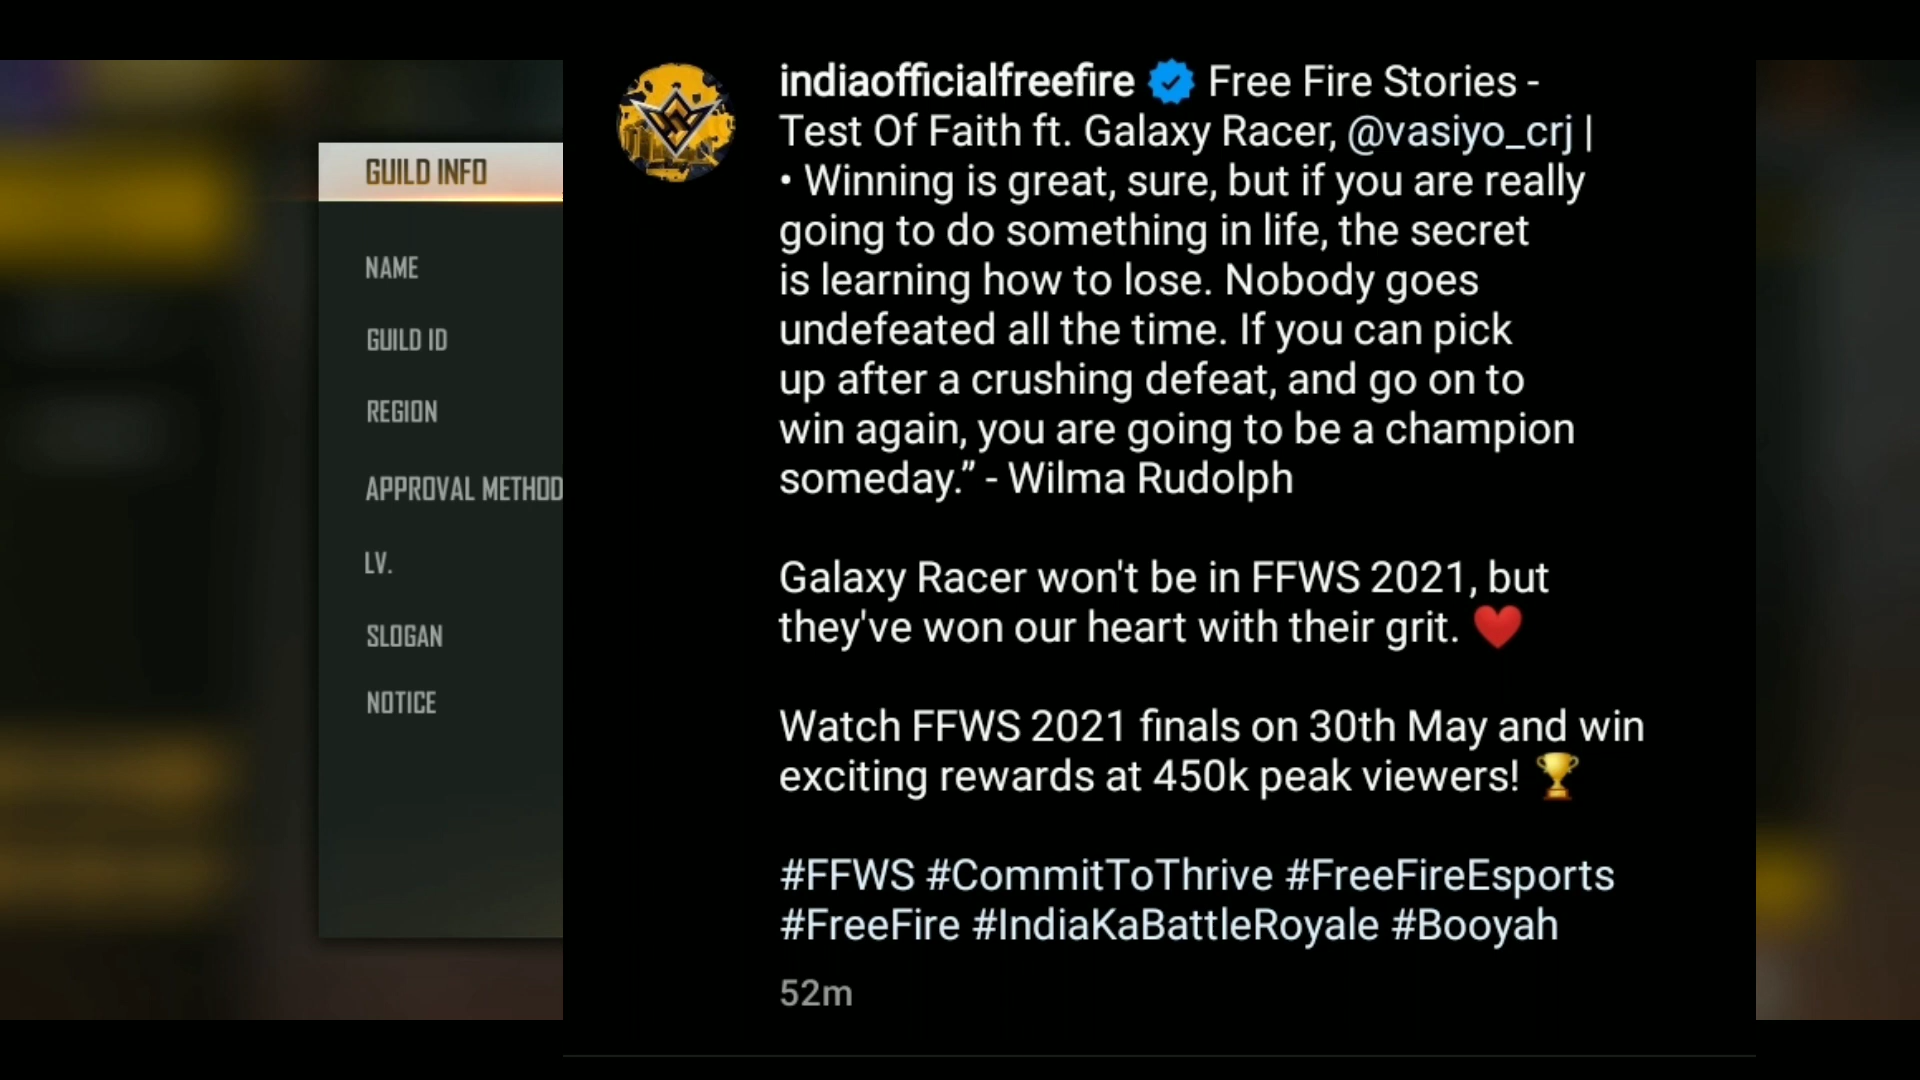 GUILD INFO
NAME
GUILD ID
REGION
APPROVAL METHOD
LV.
SLOGAN
NOTICE
indiaofficialfreefire Free Fire Stories -
Test Of Faith ft. Galaxy Racer, @vasiyo_crj |
• Winning is great, sure, but if you are really
going to do something in life, the secret
is learning how to lose. Nobody goes
undefeated all the time. If you can pick
up after a crushing defeat, and go on to
win again, you are going to be a champion
someday.” - Wilma Rudolph
Galaxy Racer won't be in FFWS 2021, but
they've won our heart with their grit. ❤️
Watch FFWS 2021 finals on 30th May and win
exciting rewards at 450k peak viewers! 🏆
#FFWS #CommitToThrive #FreeFireEsports
#FreeFire #IndiaKaBattleRoyale #Booyah
52m